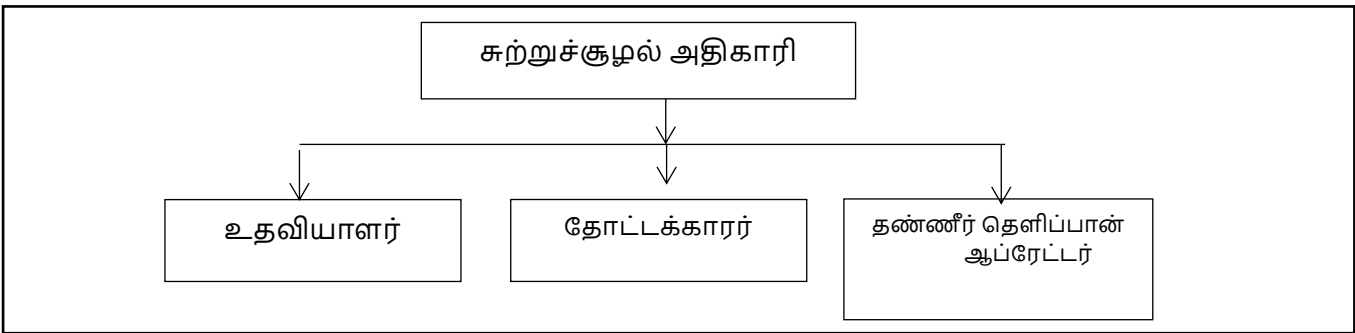 சுற்றுச்சூழல் அதிகாரி
உதவியாளர்
தோட்டக்காரர்
தண்ணீர் தெளிப்பான்
ஆப்ரேட்டர்